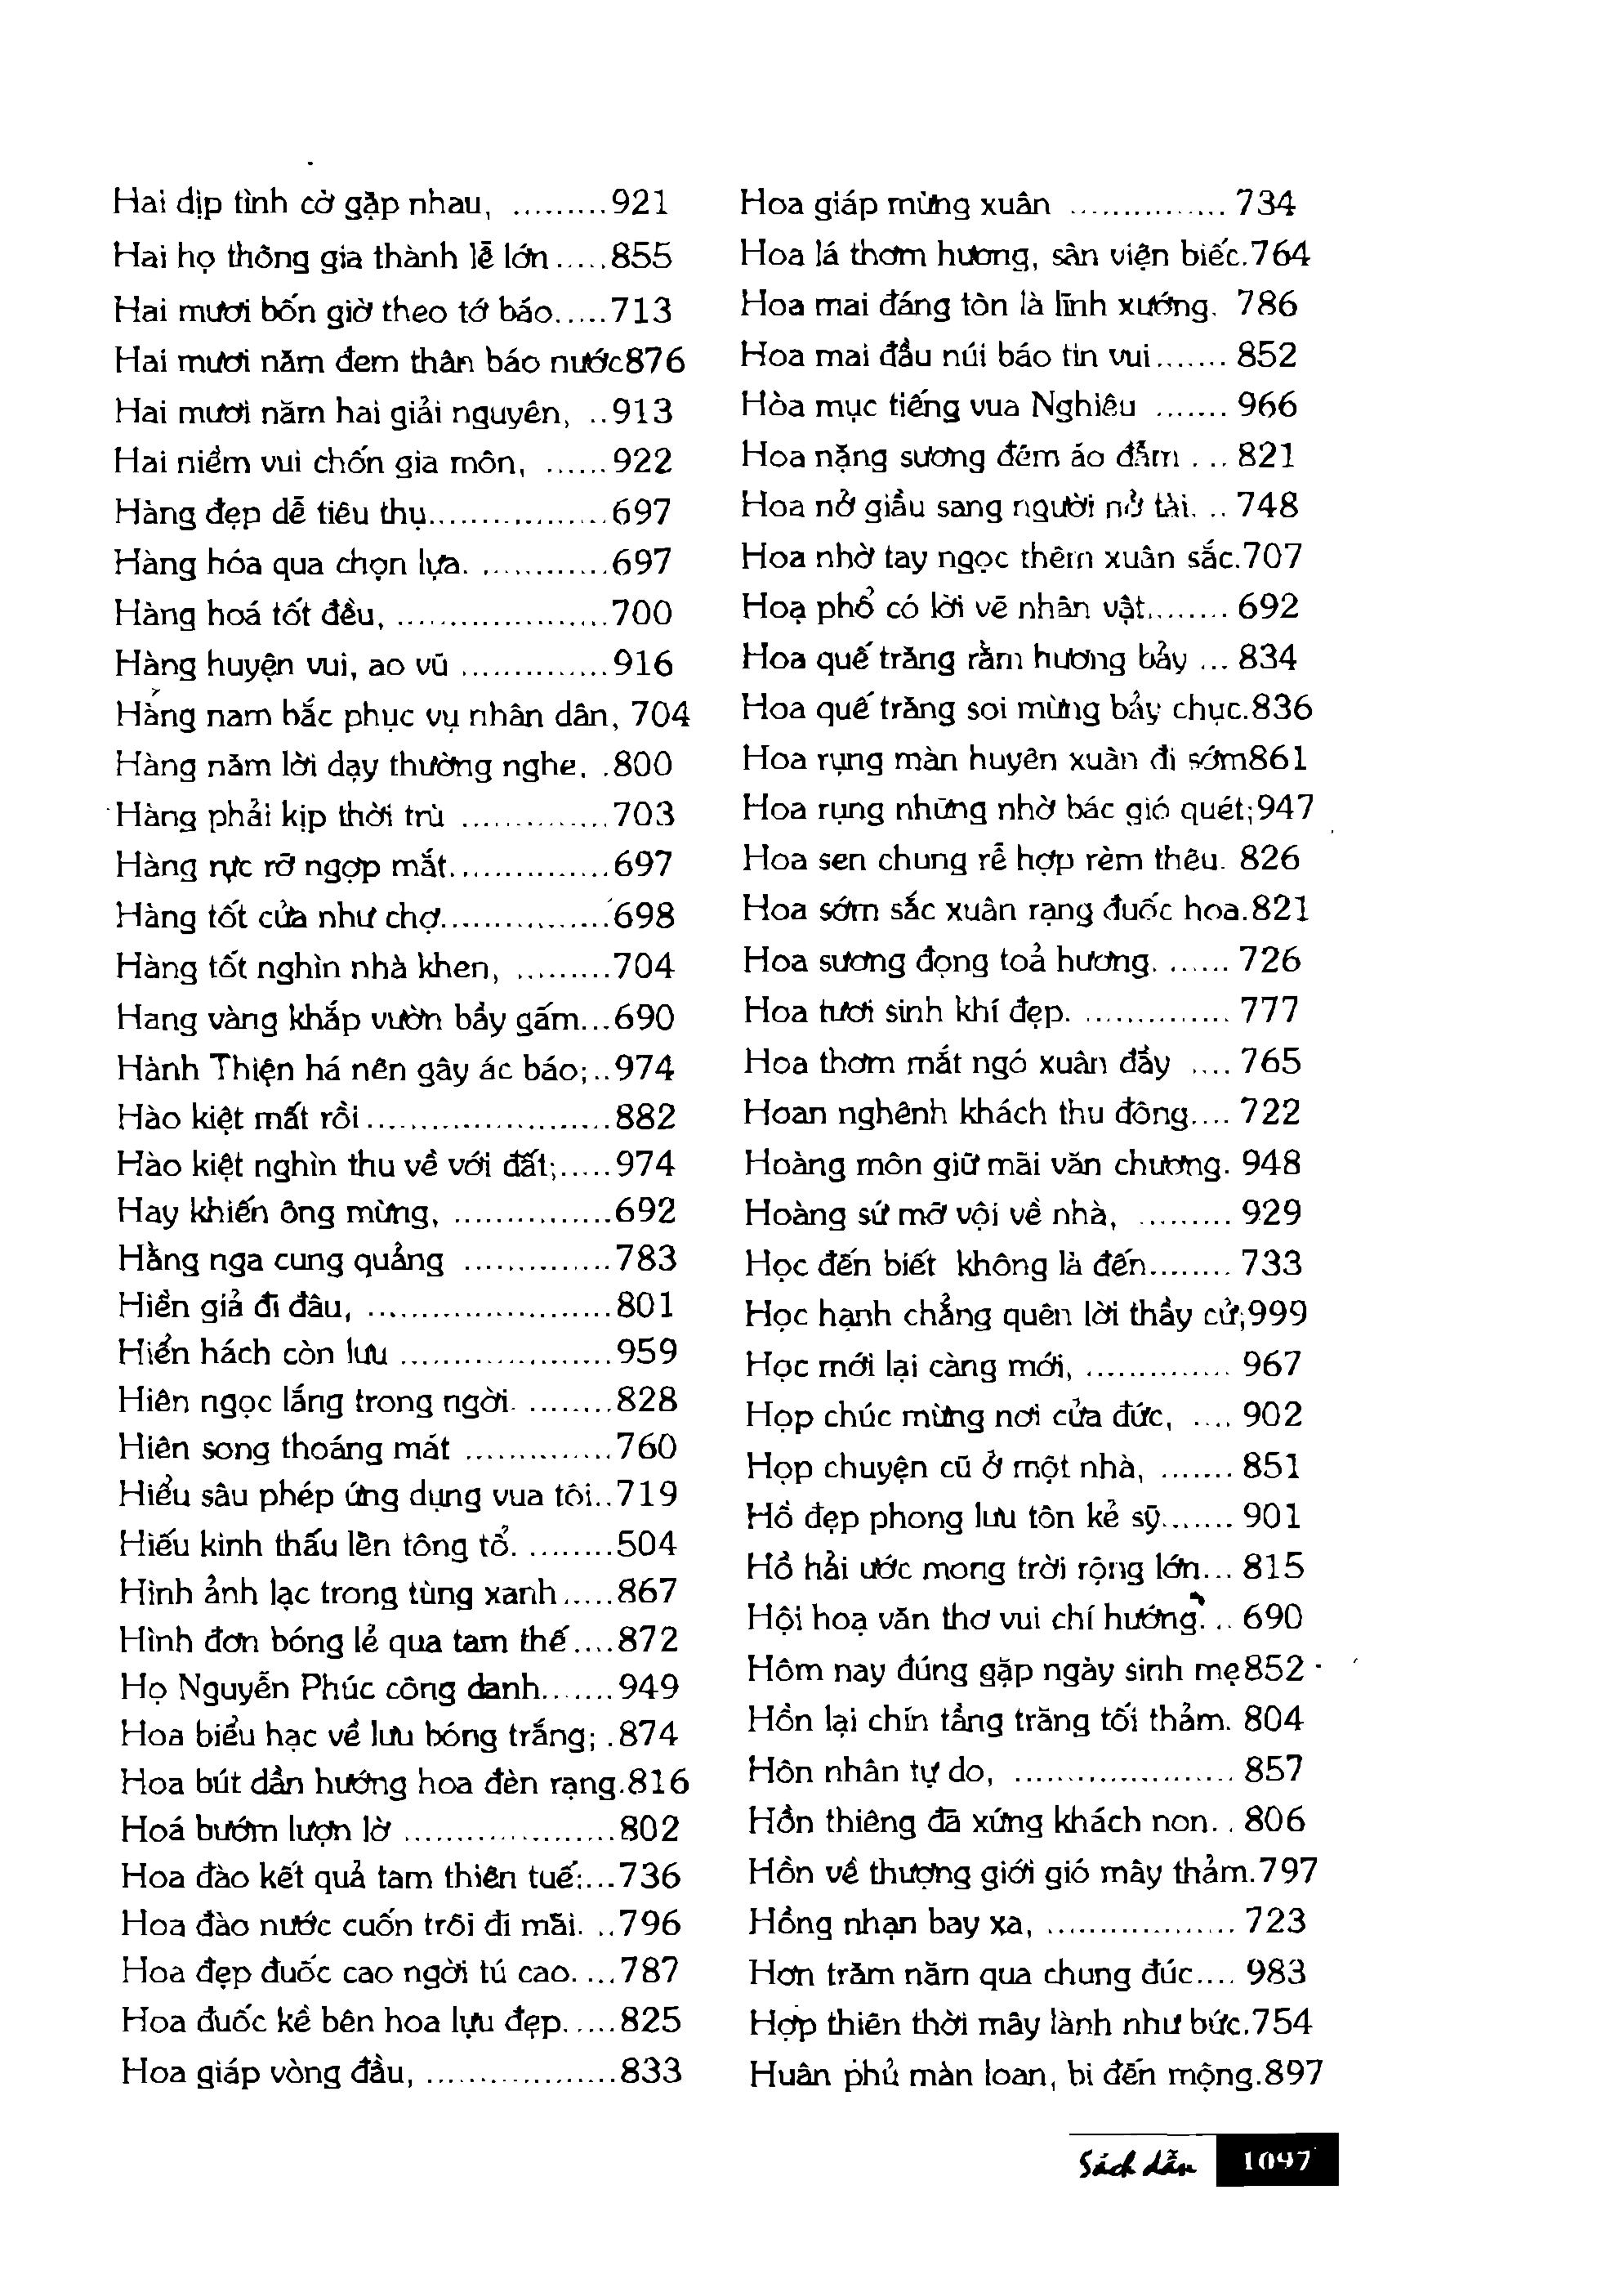 Hai dịp tình cờ gặp nhau, .........921
Hai họ thông gia thành lễ lớn.....855
Hai mươi bốn giờ theo tớ báo.....713
Hai mươi năm đem thân báo nước876
Hai mươi năm hai giải nguyên, ..913
Hai niềm vui chốn gia môn, ......922
Hàng đẹp dễ tiêu thụ.................697
Hàng hóa qua chọn lựa. ............697
Hàng hoá tốt đều, ....................700
Hàng huyện vui, ao vũ ..............916
Hàng nam bắc phục vụ nhân dân, 704
Hàng năm lời dạy thường nghe. .800
Hàng phải kịp thời trù ..............703
Hàng rực rỡ ngợp mắt...............697
Hàng tốt cửa như chợ................698
Hàng tốt nghìn nhà khen, .........704
Hang vàng khắp vườn bầy gấm...690
Hành Thiện há nên gây ác báo;..974
Hào kiệt mất rồi.......................882
Hào kiệt nghìn thu về với đất;.....974
Hay khiến ông mừng, ...............692
Hằng nga cung quảng ..............783
Hiền giả đi đâu, .......................801
Hiển hách còn lưu ....................959
Hiên ngọc lắng trong ngời. ........828
Hiên song thoáng mát ..............760
Hiểu sâu phép ứng dụng vua tôi..719
Hiếu kinh thấu lên tông tổ. ........504
Hình ảnh lạc trong tùng xanh.....867
Hình đơn bóng lẻ qua tam thế....872
Họ Nguyễn Phúc công danh.......949
Hoa biểu hạc về lưu bóng trắng; .874
Hoa bút dần hướng hoa đèn rạng.816
Hoá bướm lượn lờ ....................802
Hoa đào kết quả tam thiên tuế;...736
Hoa đào nước cuốn trôi đi mãi. ..796
Hoa đẹp đuốc cao ngời tú cao. ...787
Hoa đuốc kề bên hoa lựu đẹp.....825
Hoa giáp vòng đầu, ..................833
Hoa giáp mừng xuân ............... 734
Hoa lá thơm hương, sân viện biếc.764
Hoa mai đáng tôn là lĩnh xướng. 786
Hoa mai đầu núi báo tin vui....... 852
Hòa mục tiếng vua Nghiêu ....... 966
Hoa nặng sương đêm áo đẫm . .. 821
Hoa nở giầu sang người nở tài. .. 748
Hoa nhờ tay ngọc thêm xuân sắc.707
Hoạ phổ có lời vẽ nhân vật........ 692
Hoa quế trăng rằm hương bảy ... 834
Hoa quế trăng soi mừng bảy chục.836
Hoa rụng màn huyên xuân đi sớm861
Hoa rụng những nhờ bác gió quét;947
Hoa sen chung rễ hợp rèm thêu. 826
Hoa sớm sắc xuân rạng đuốc hoa.821
Hoa sương đọng toả hương. ...... 726
Hoa tươi sinh khí đẹp. .............. 777
Hoa thơm mắt ngó xuân đầy .... 765
Hoan nghênh khách thu đông.... 722
Hoàng môn giữ mãi văn chương. 948
Hoàng sứ mở vội về nhà, ......... 929
Học đến biết không là đến........ 733
Học hạnh chẳng quên lời thầy cử;999
Học mới lại càng mới, .............. 967
Họp chúc mừng nơi cửa đức, .... 902
Họp chuyện cũ ở một nhà, ....... 851
Hồ đẹp phong lưu tôn kẻ sỹ....... 901
Hồ hải ước mong trời rộng lớn... 815
Hội hoạ văn thơ vui chí hướng. .. 690
Hôm nay đúng gặp ngày sinh mẹ852
Hồn lại chín tầng trăng tối thảm. 804
Hôn nhân tự do, ..................... 857
Hồn thiêng đã xứng khách non. . 806
Hồn về thượng giới gió mây thảm.797
Hồng nhạn bay xa, .................. 723
Hơn trăm năm qua chung đúc.... 983
Hợp thiên thời mây lành như bức.754
Huân phủ màn loan, bi đến mộng.897
Sách dẫn 1097